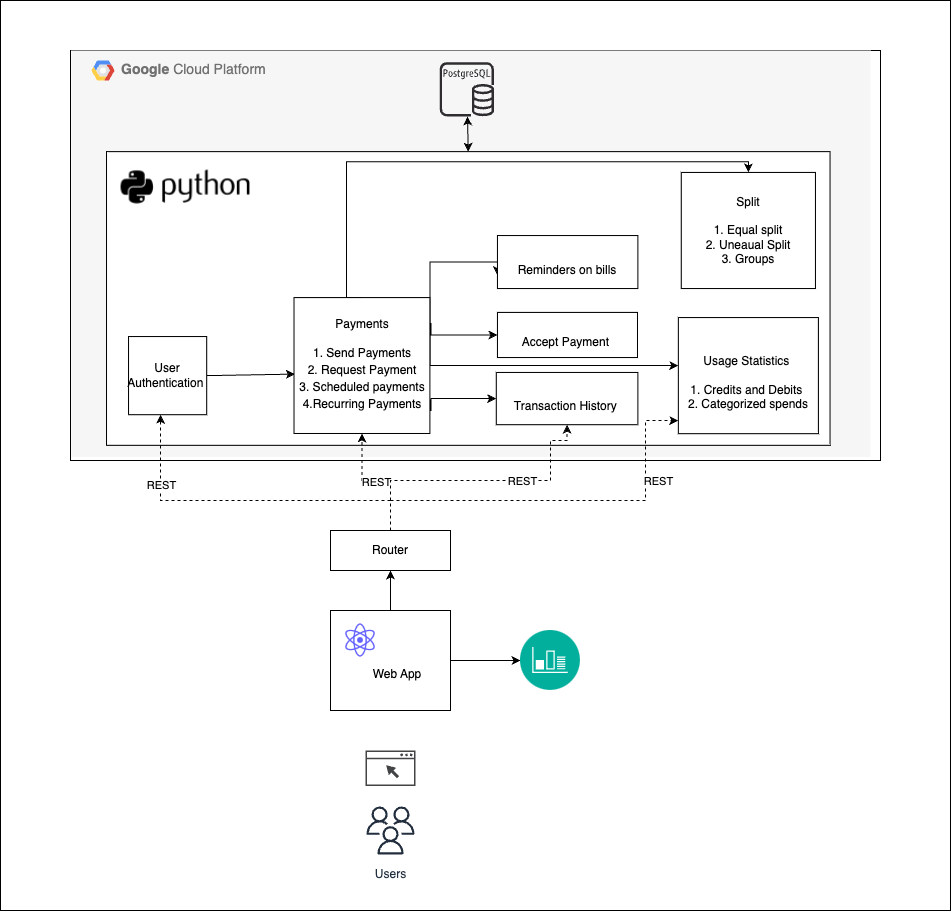 Google Cloud Platform
PostgreSQL
python
Split
1. Equal split
2. Uneaual Split
3. Groups
Reminders on bills
Payments
1. Send Payments
2. Request Payment
3. Scheduled payments
4.Recurring Payments
Accept Payment
User
Authentication
Usage Statistics
1. Credits and Debits
2. Categorized spends
Transaction History
REST
REST
REST
REST
Router
Web App
Users